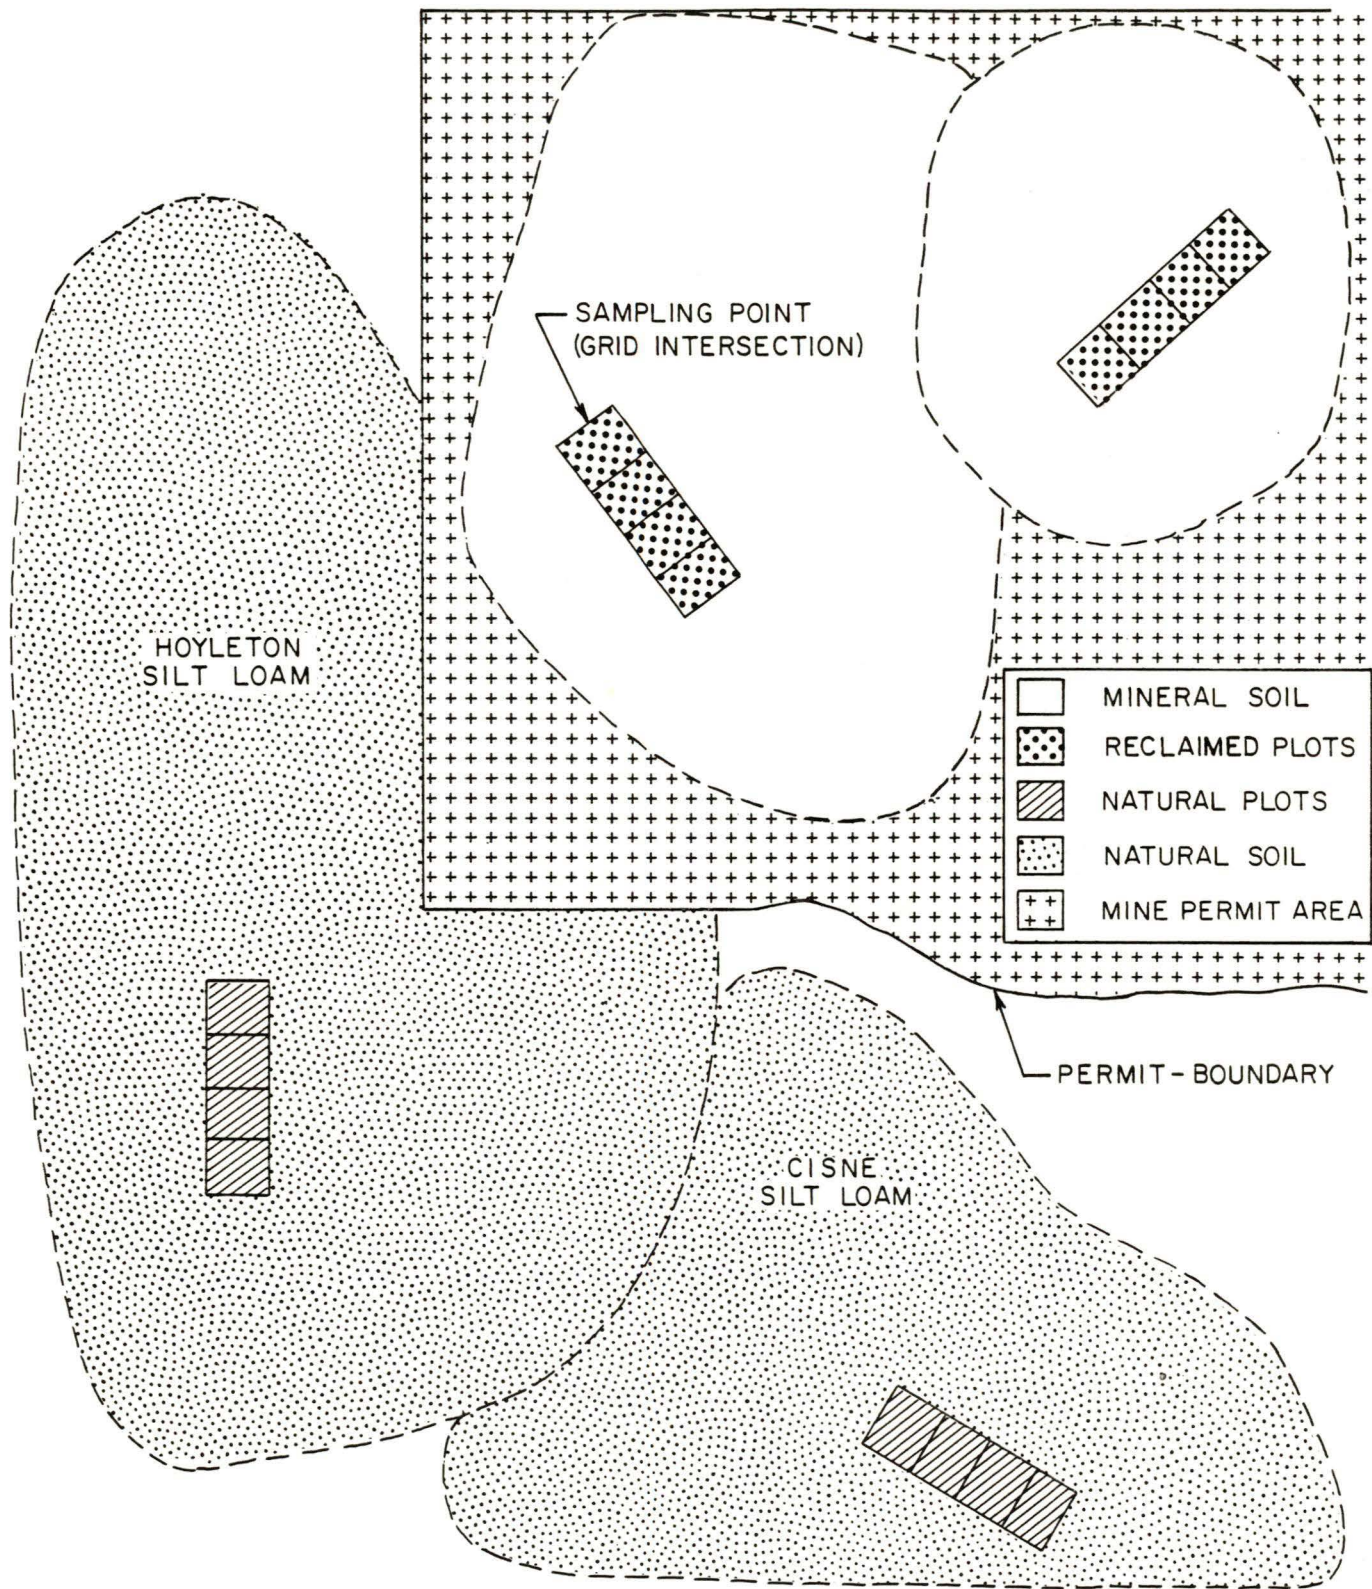 SAMPLING POINT
(GRID INTERSECTION)
HOYLETON
SILT LOAM
MINERAL SOIL
RECLAIMED PLOTS
NATURAL PLOTS
NATURAL SOIL
MINE PERMIT AREA
PERMIT-BOUNDARY
CISNE
SILT LOAM